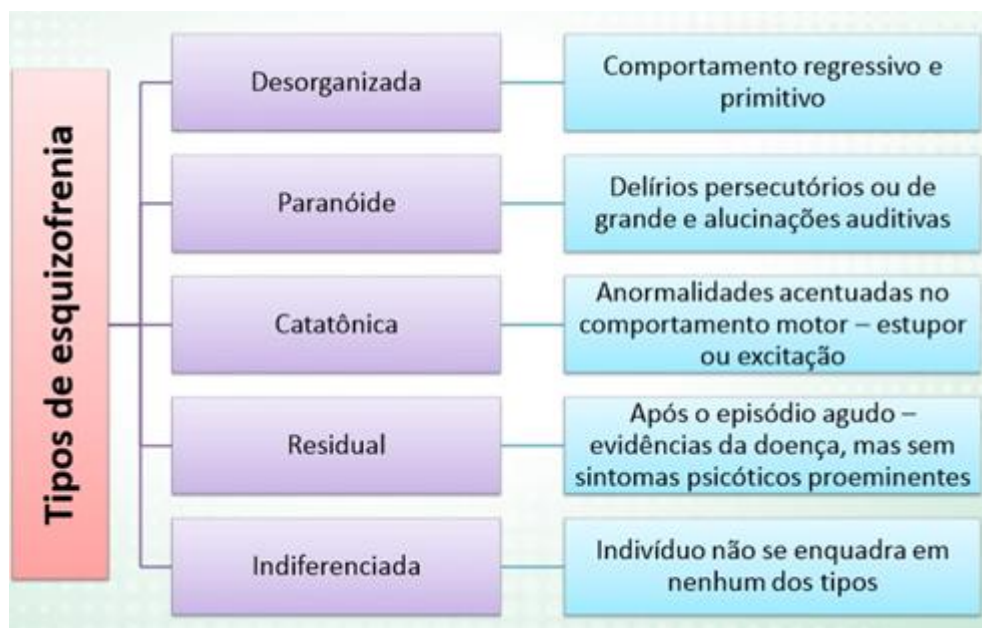 Tipos de esquizofrenia
Desorganizada
Comportamento regressivo e
primitivo
Paranóide
Delírios persecutórios ou de
grande e alucinações auditivas
Catatônica
Anormalidades acentuadas no
comportamento motor – estupor
ou excitação
Residual
Após o episódio agudo –
evidências da doença, mas sem
sintomas psicóticos proeminentes
Indiferenciada
Indivíduo não se enquadra em
nenhum dos tipos